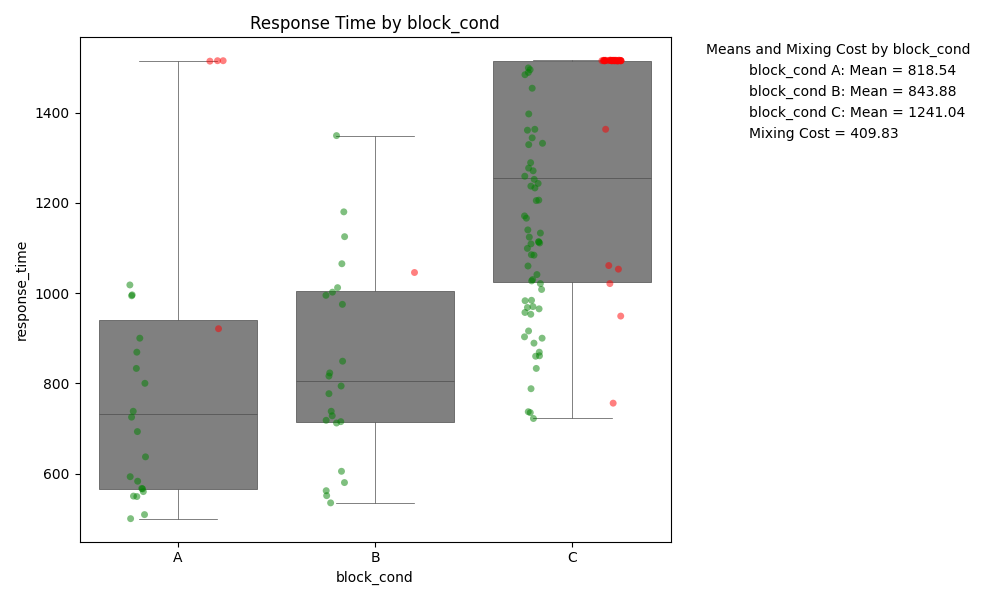 Response Time by block_cond
Means and Mixing Cost by block_cond
block_cond A: Mean = 818.54
block_cond B: Mean = 843.88
block_cond C: Mean = 1241.04
Mixing Cost = 409.83
response_time
1400
1200
1000
800
600
A
B
C
block_cond